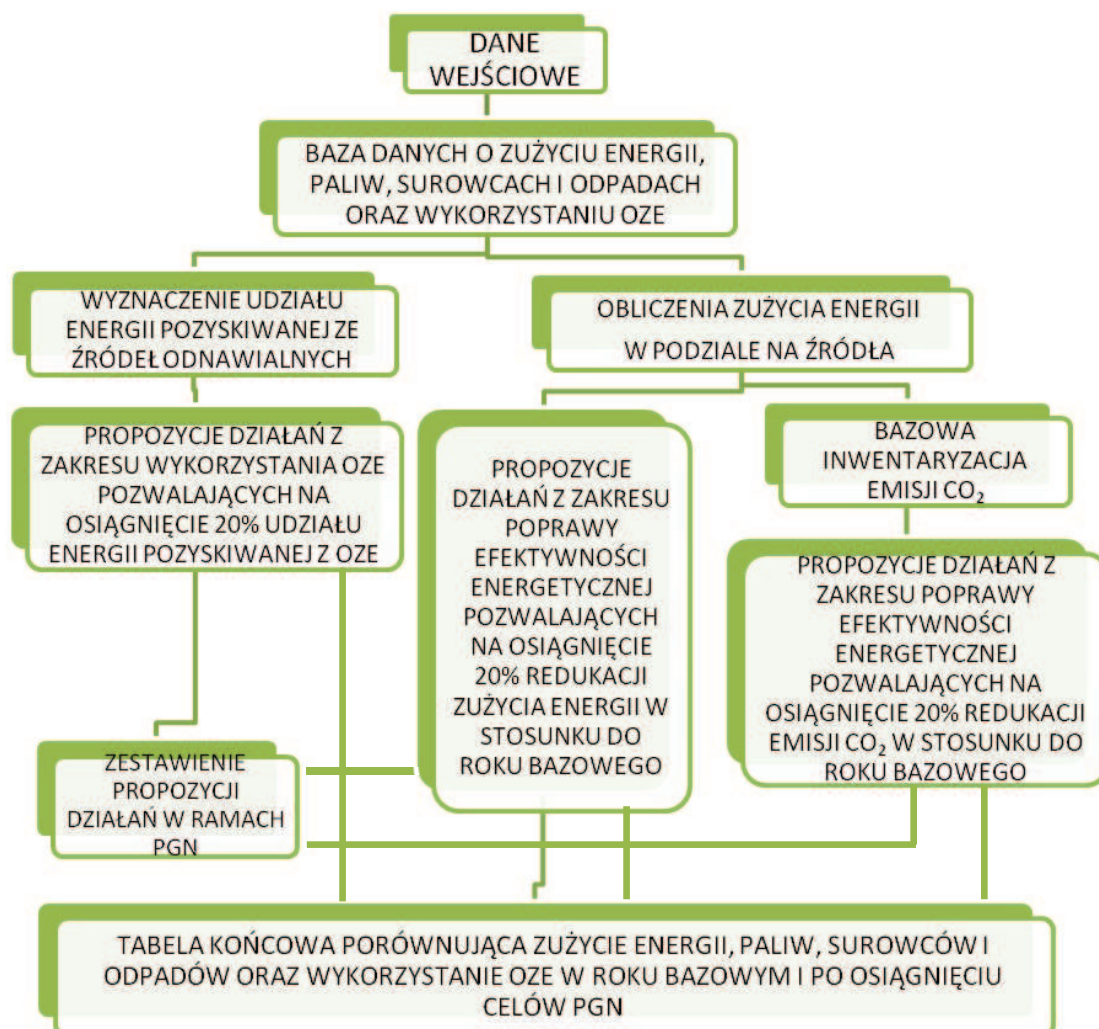 DANE
WEJŚCIOWE
BAZA DANYCH O ZUŻYCIU ENERGII,
PALIW, SUROWCACH I ODPADACH
ORAZ WYKORZYSTANIU OZE
WYZNACZENIE UDZIAŁU
ENERGII POZYSKIWANEJ ZE
ŹRÓDEŁ ODNAWIALNYCH
OBLICZENIA ZUŻYCIA ENERGII
W PODZIALE NA ŹRÓDŁA
PROPOZYCJE DZIAŁAŃ Z
ZAKRESU WYKORZYSTANIA OZE
POZWALAJĄCYCH NA
OSIĄGNIĘCIE 20% UDZIAŁU
ENERGII POZYSKIWANEJ Z OZE
PROPOZYCJE
DZIAŁAŃ Z ZAKRESU
POPRAWY
EFEKTYWNOŚCI
ENERGETYCZNEJ
POZWALAJĄCYCH
NA OSIĄGNIĘCIE
20% REDUKACJI
ZUŻYCIA ENERGII W
STOSUNKU DO
ROKU BAZOWEGO
BAZOWA
INWENTARYZACJA
EMISJI CO₂
PROPOZYCJE DZIAŁAŃ Z
ZAKRESU POPRAWY
EFEKTYWNOŚCI
ENERGETYCZNEJ
POZWALAJĄCYCH NA
OSIĄGNIĘCIE 20% REDUKACJI
EMISJI CO₂ W STOSUNKU DO
ROKU BAZOWEGO
ZESTAWIENIE
PROPOZYCJI
DZIAŁAŃ W RAMACH
PGN
TABELA KOŃCOWA PORÓWNUJĄCA ZUŻYCIE ENERGII, PALIW, SUROWCÓW I
ODPADÓW ORAZ WYKORZYSTANIE OZE W ROKU BAZOWYM I PO OSIĄGNIĘCIU
CELÓW PGN